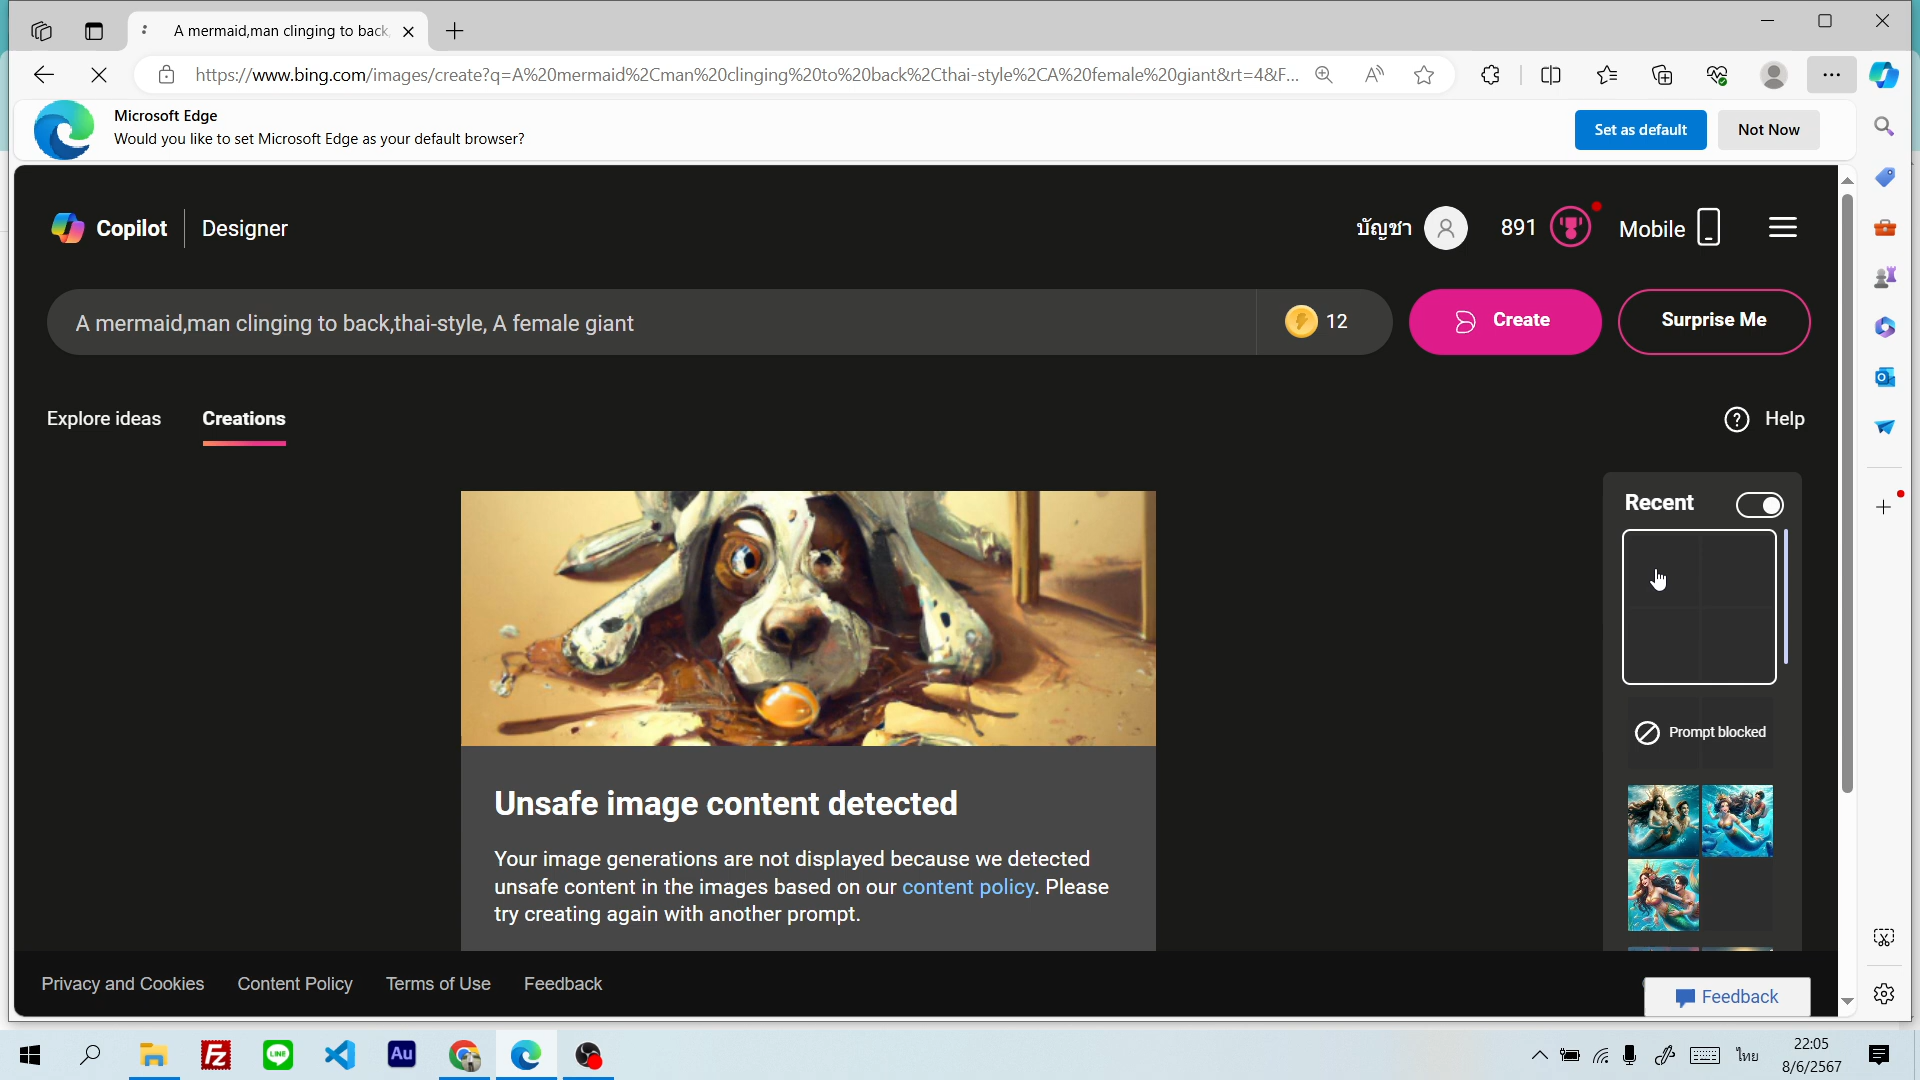 A mermaid,man clinging to back
https://www.bing.com/images/create?q=A%20mermaid%2Cman%20clinging%20to%20back%2Cthai-style%2CA%20female%20giant&rt=4&F...
Microsoft Edge
Would you like to set Microsoft Edge as your default browser?
Set as default
Not Now
Copilot
Designer
บัญชา
891
Mobile
A mermaid,man clinging to back,thai-style, A female giant
12
Create
Surprise Me
Explore ideas
Creations
Help
Recent
Prompt blocked
Unsafe image content detected
Your image generations are not displayed because we detected
unsafe content in the images based on our content policy. Please
try creating again with another prompt.
Privacy and Cookies
Content Policy
Terms of Use
Feedback
Feedback
Fz
LINE
Au
ไทย
22:05
8/6/2567